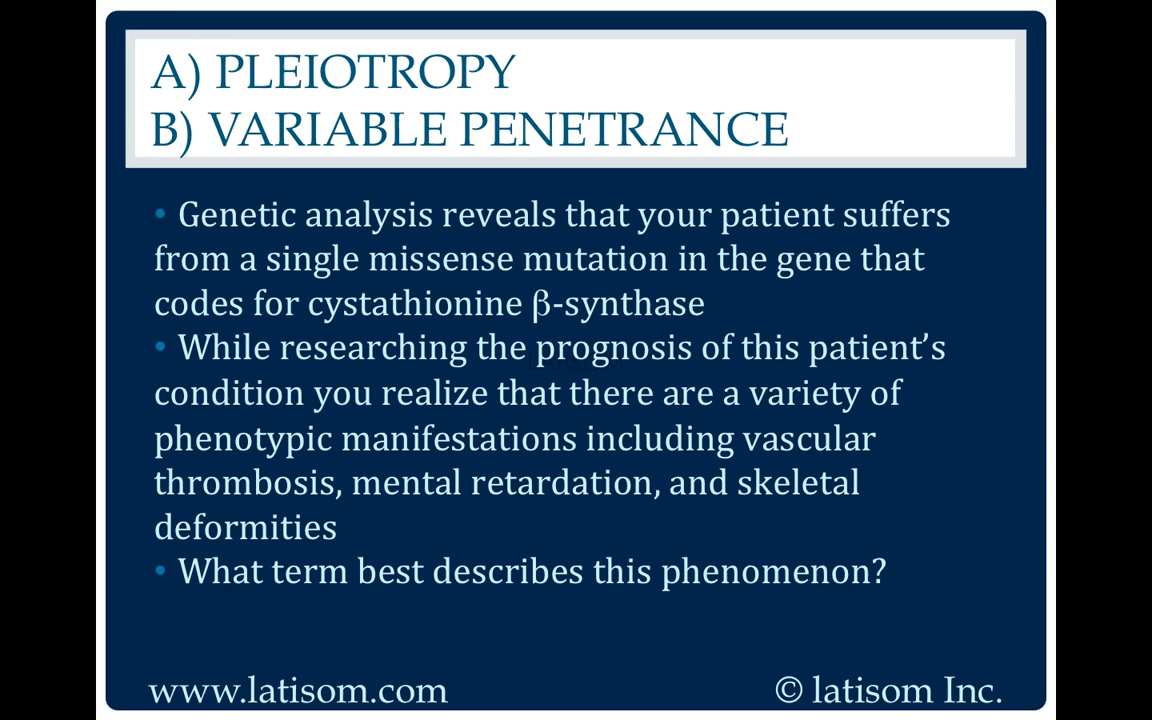 A) PLEIOTROPY
B) VARIABLE PENETRANCE
• Genetic analysis reveals that your patient suffers
from a single missense mutation in the gene that
codes for cystathionine β-synthase
• While researching the prognosis of this patient’s
condition you realize that there are a variety of
phenotypic manifestations including vascular
thrombosis, mental retardation, and skeletal
deformities
• What term best describes this phenomenon?
www.latisom.com
© latisom Inc.